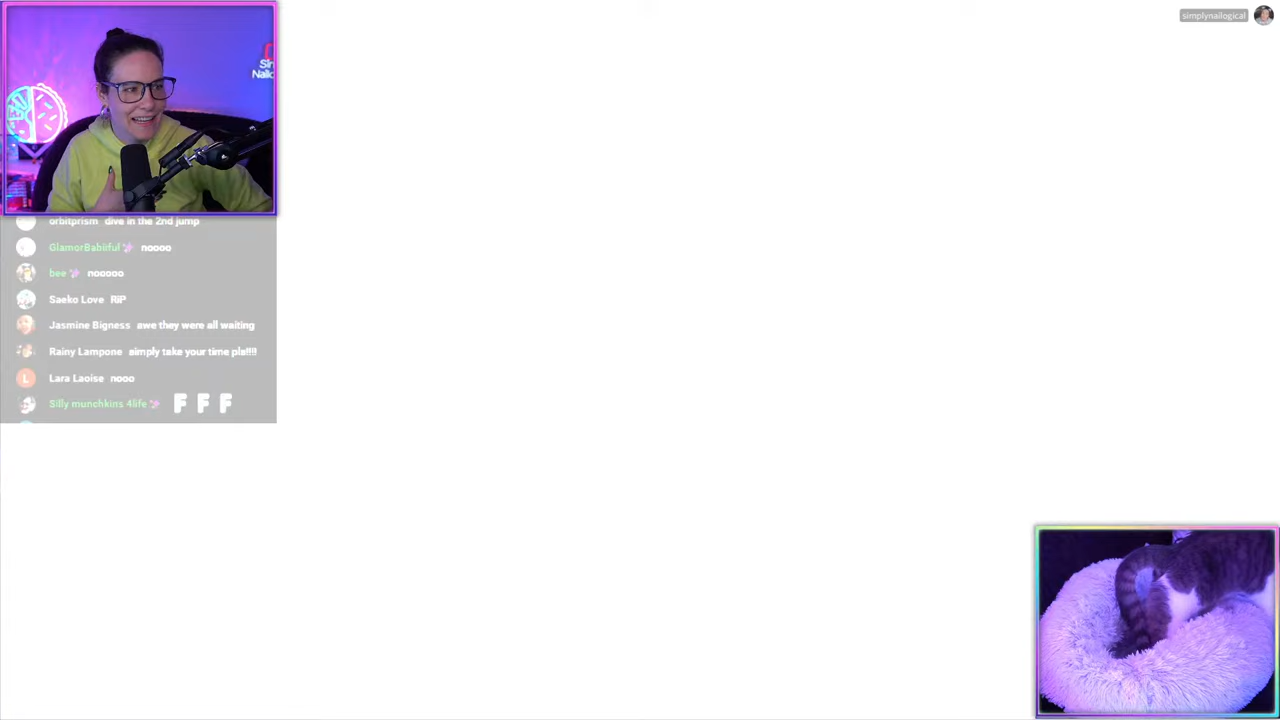 simplynailogical
orbitprism dive in the 2nd jump
GlamorBabiiful noooo
bee nooooo
Saeko Love RiP
Jasmine Bigness awe they were all waiting
Rainy Lampone simply take your time pls!!!!
L Lara Laoise nooo
Silly munchkins 4life F F F